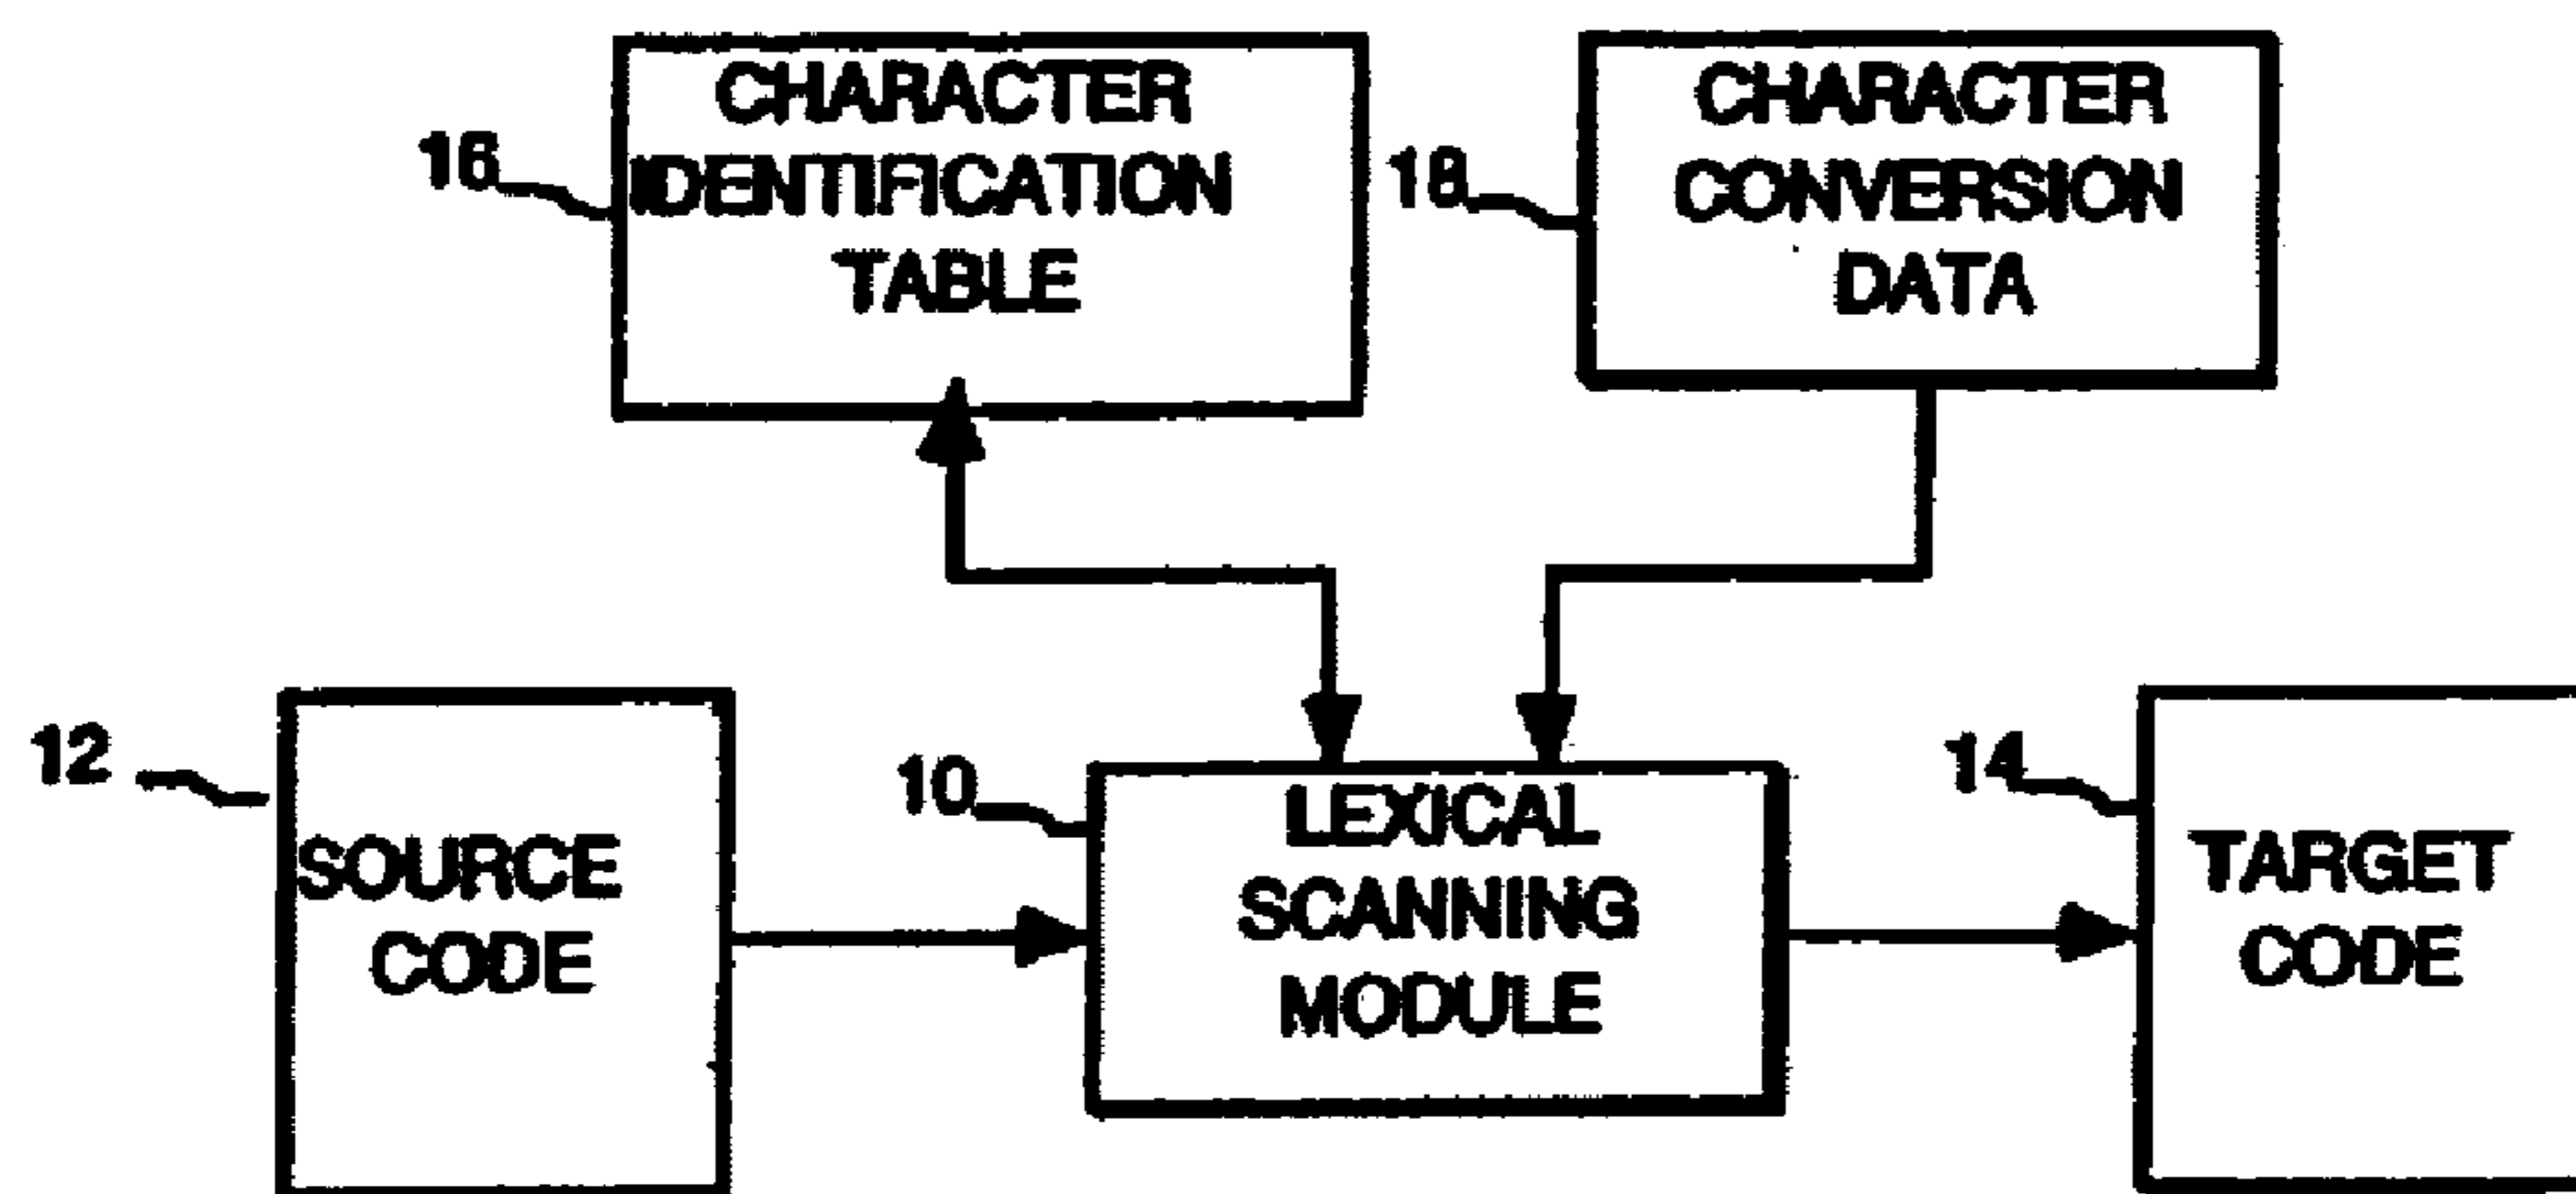 CHARACTER
IDENTIFICATION
TABLE
16
CHARACTER
CONVERSION
DATA
18
12
SOURCE
CODE
10
LEXICAL
SCANNING
MODULE
14
TARGET
CODE